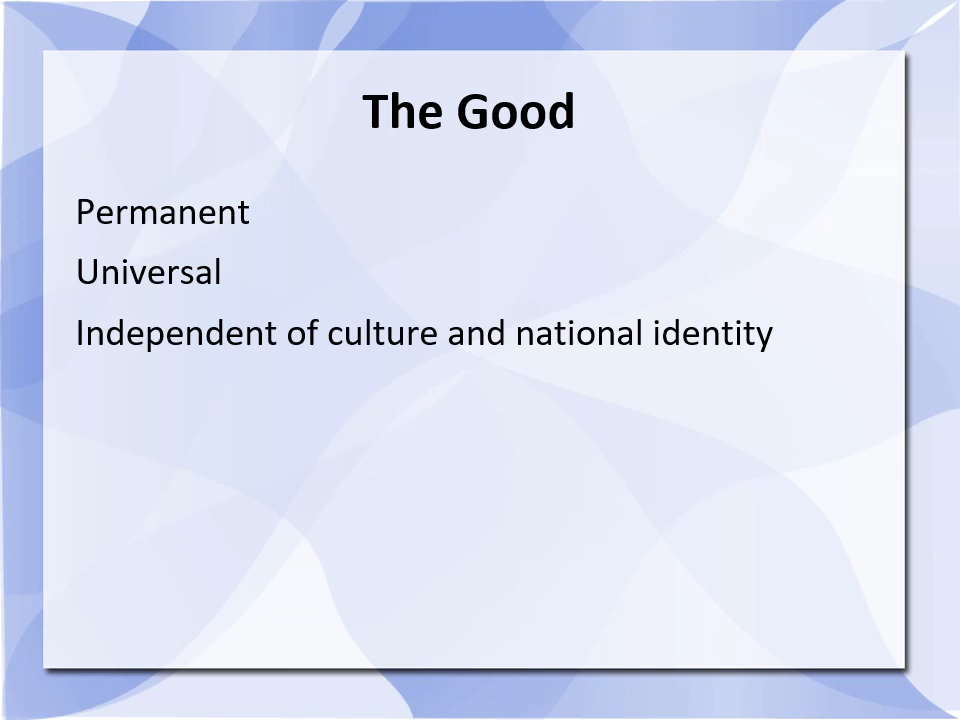 The Good
Permanent
Universal
Independent of culture and national identity